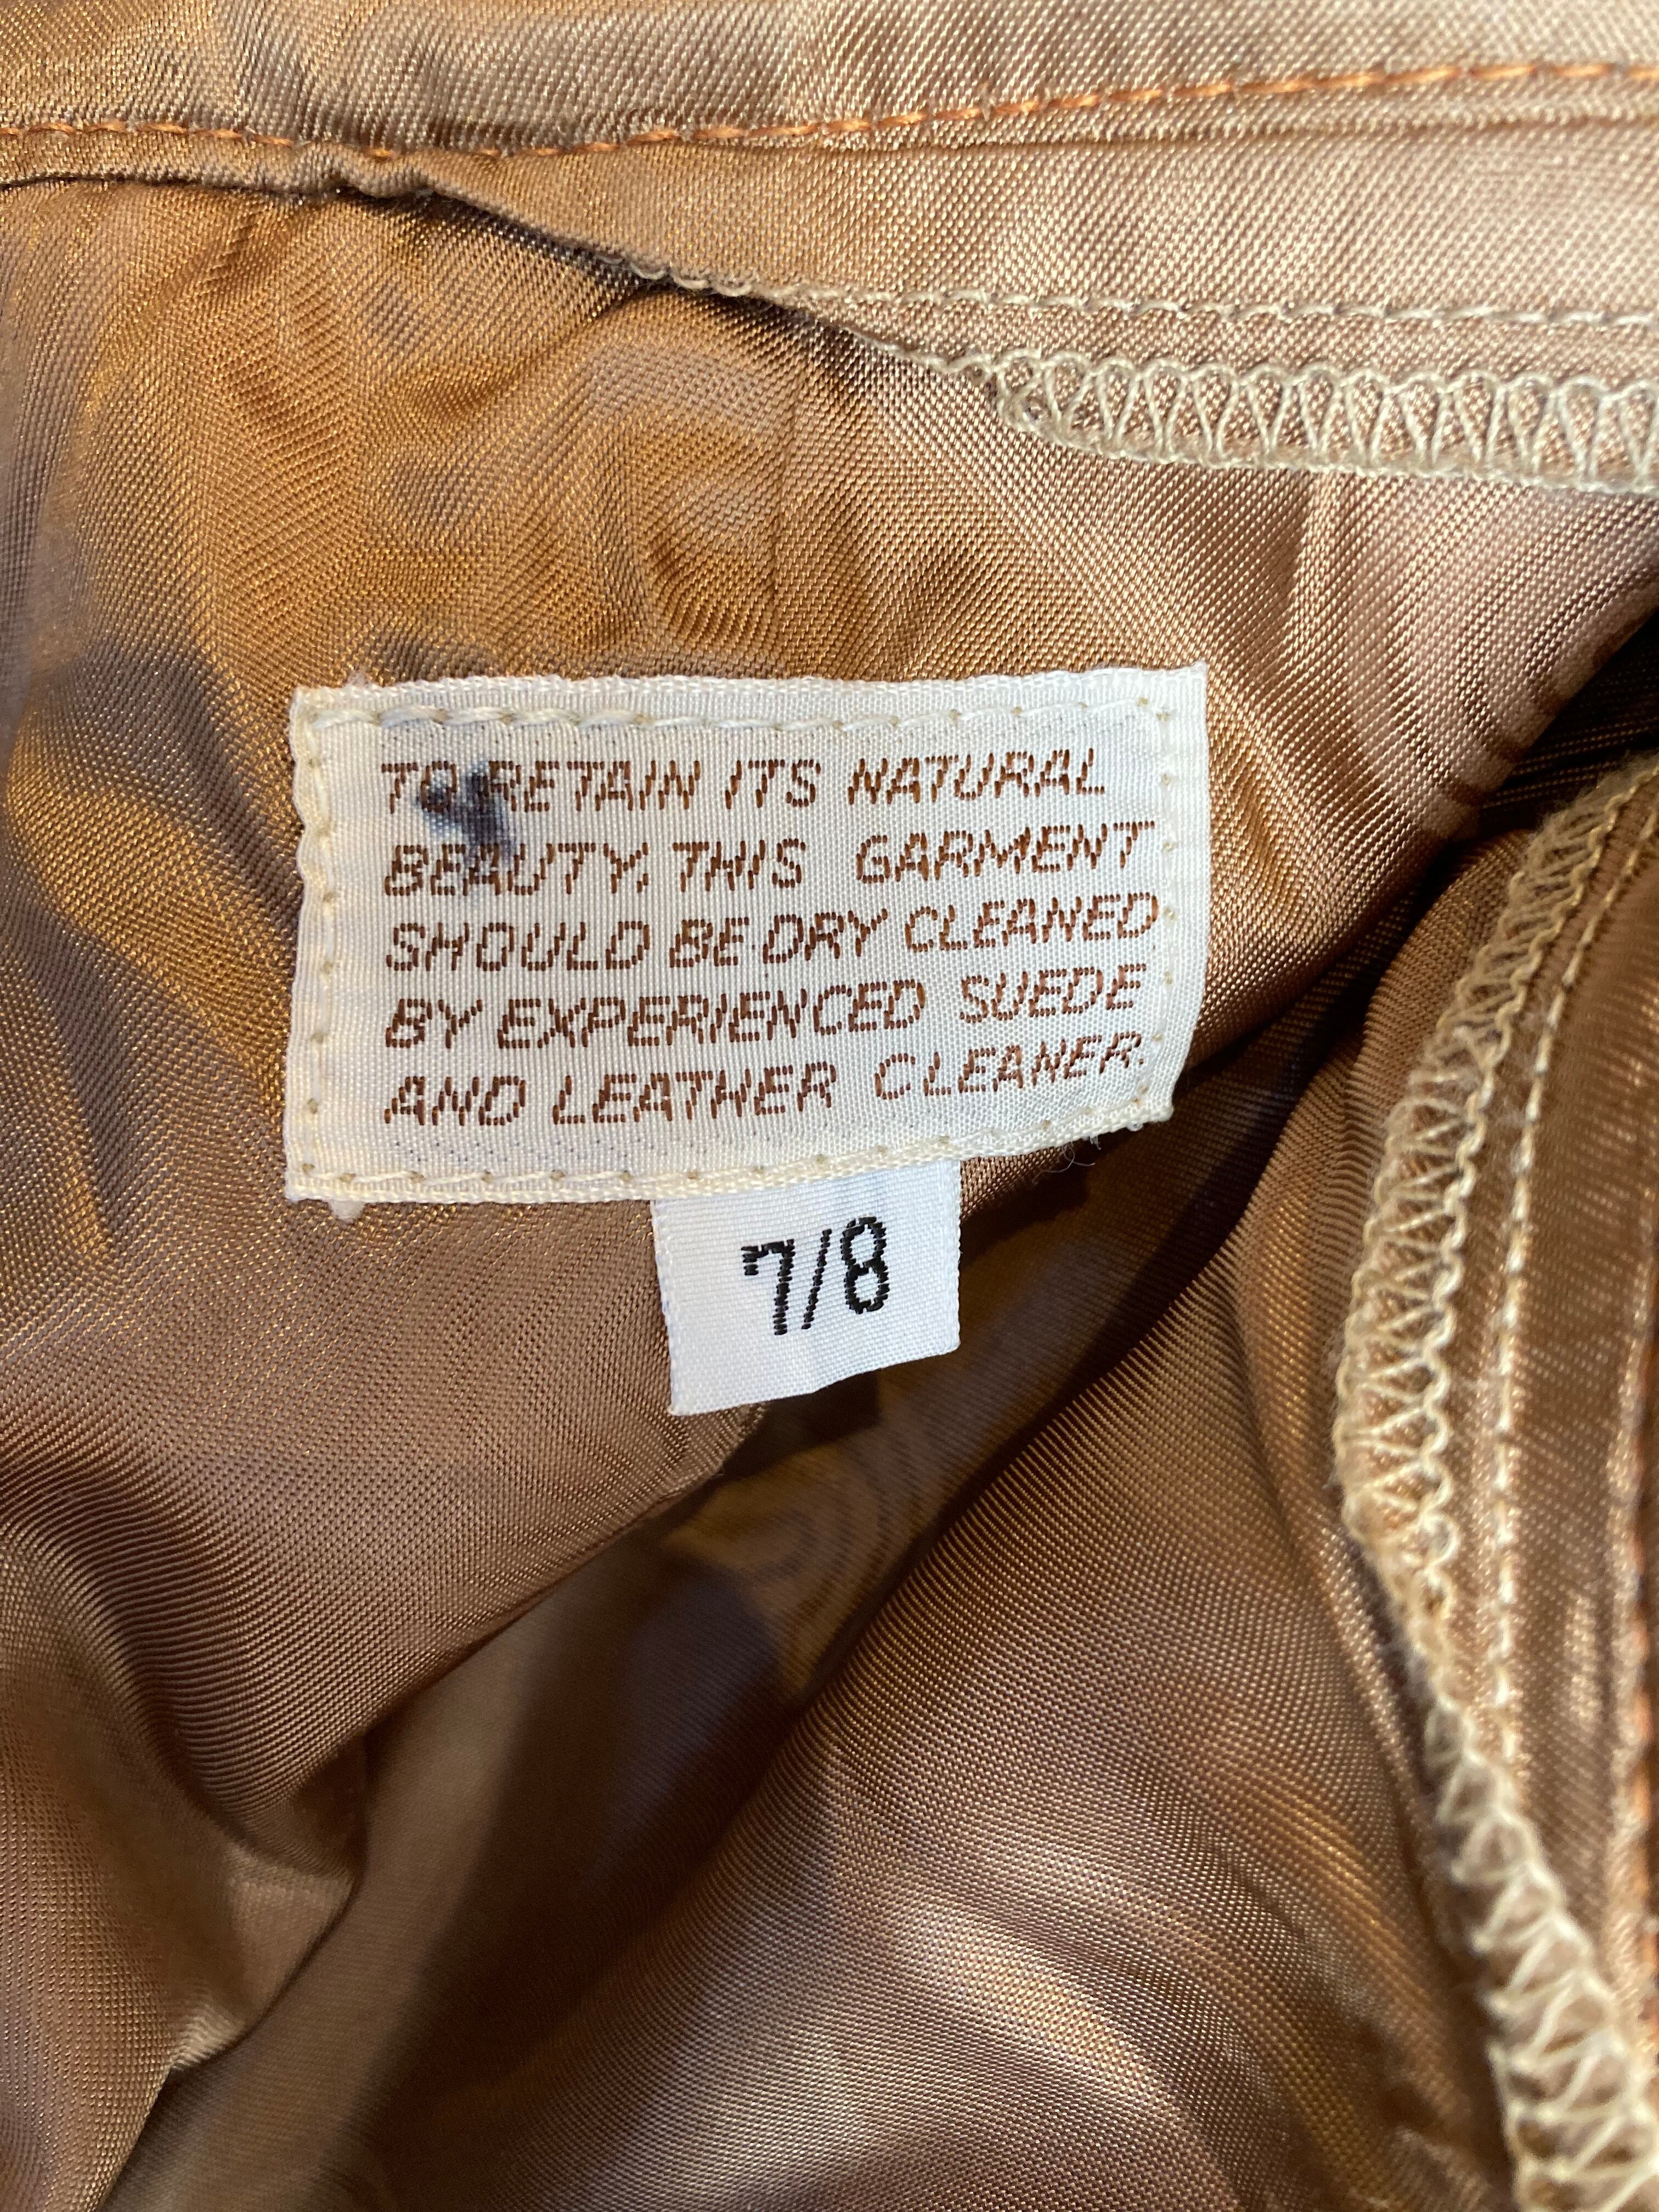 TO RETAIN ITS NATURAL
BEAUTY, THIS GARMENT
SHOULD BE DRY CLEANED
BY EXPERIENCED SUEDE
AND LEATHER CLEANER.
7/8